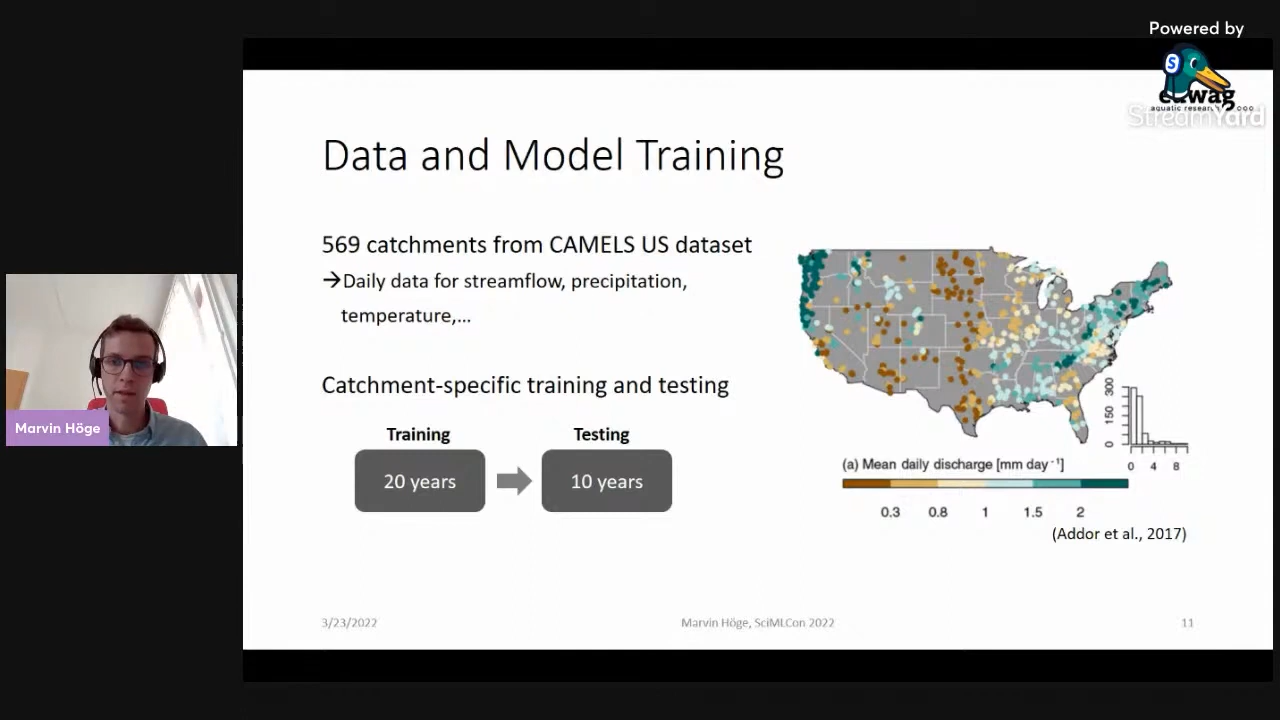 Powered by
S
eawag
aquatic research ooo
StreamYard
Data and Model Training
569 catchments from CAMELS US dataset
→Daily data for streamflow, precipitation,
temperature,...
Catchment-specific training and testing
Training
Testing
20 years
10 years
Marvin Höge
300
150
0
0 4 8
(a) Mean daily discharge [mm day⁻¹]
0.3 0.8 1 1.5 2
(Addor et al., 2017)
3/23/2022
Marvin Höge, SciMLCon 2022
11